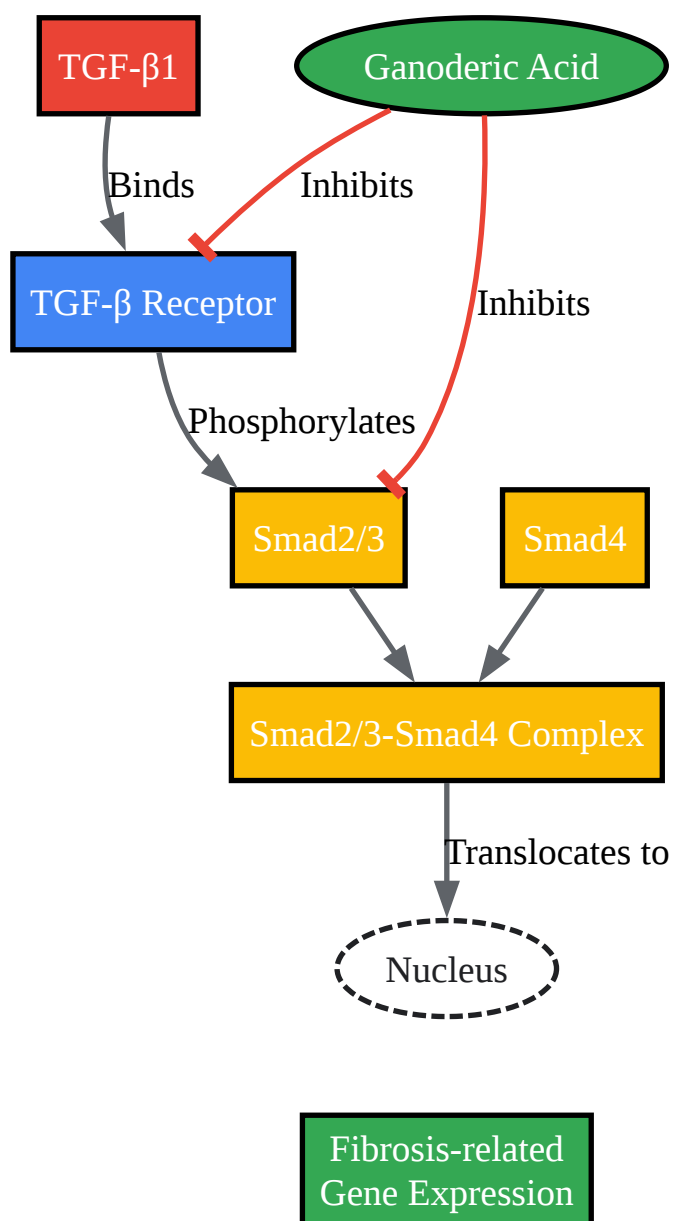 TGF-β1
Ganoderic Acid
Binds
Inhibits
TGF-β Receptor
Inhibits
Phosphorylates
Smad2/3
Smad4
Smad2/3-Smad4 Complex
Translocates to
Nucleus
Fibrosis-related
Gene Expression